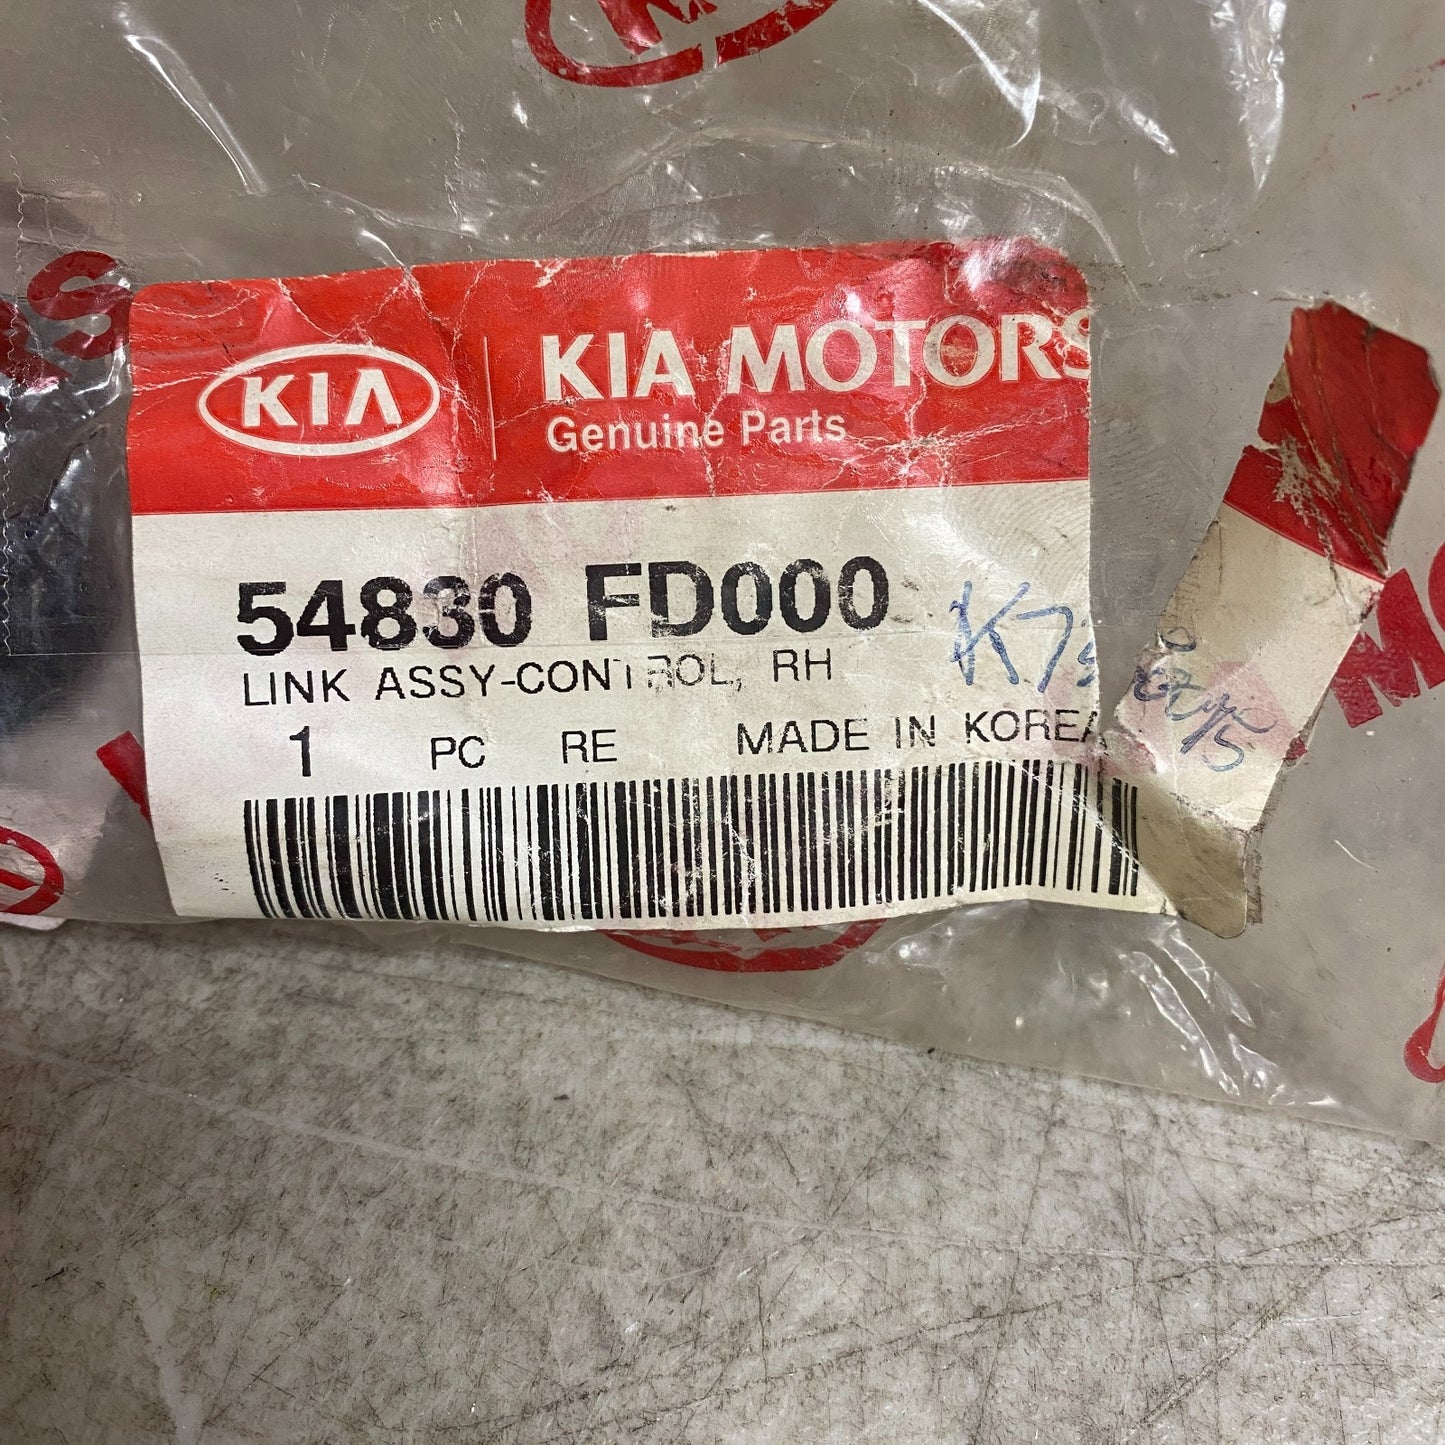 KIA KIA MOTORS
Genuine Parts
54830 FD000
LINK ASSY-CONTROL, RH
1 PC RE MADE IN KOREA